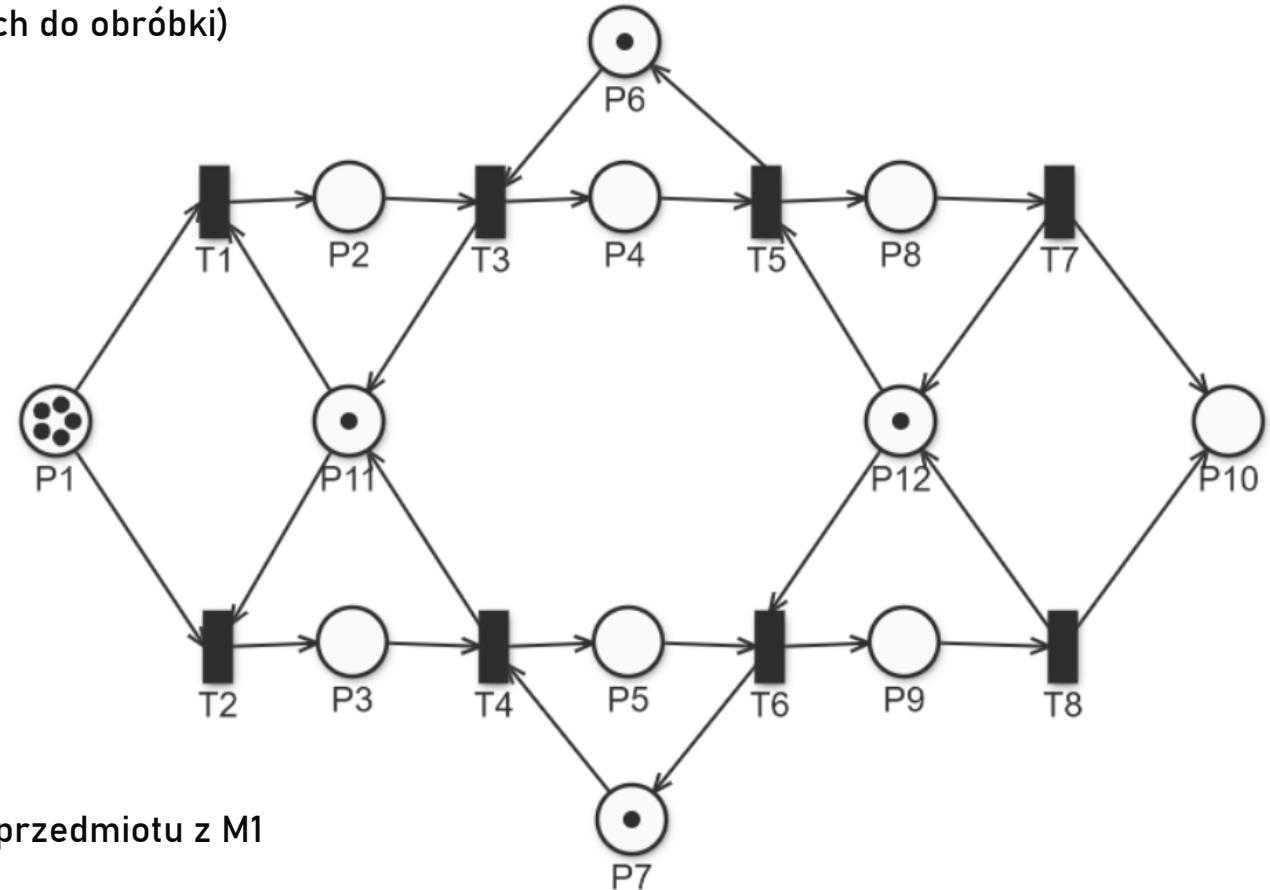 ch do obróbki)
P6
T1
P2
T3
P4
T5
P8
T7
P1
P11
P12
P10
T2
P3
T4
P5
T6
P9
T8
przedmiotu z M1
P7